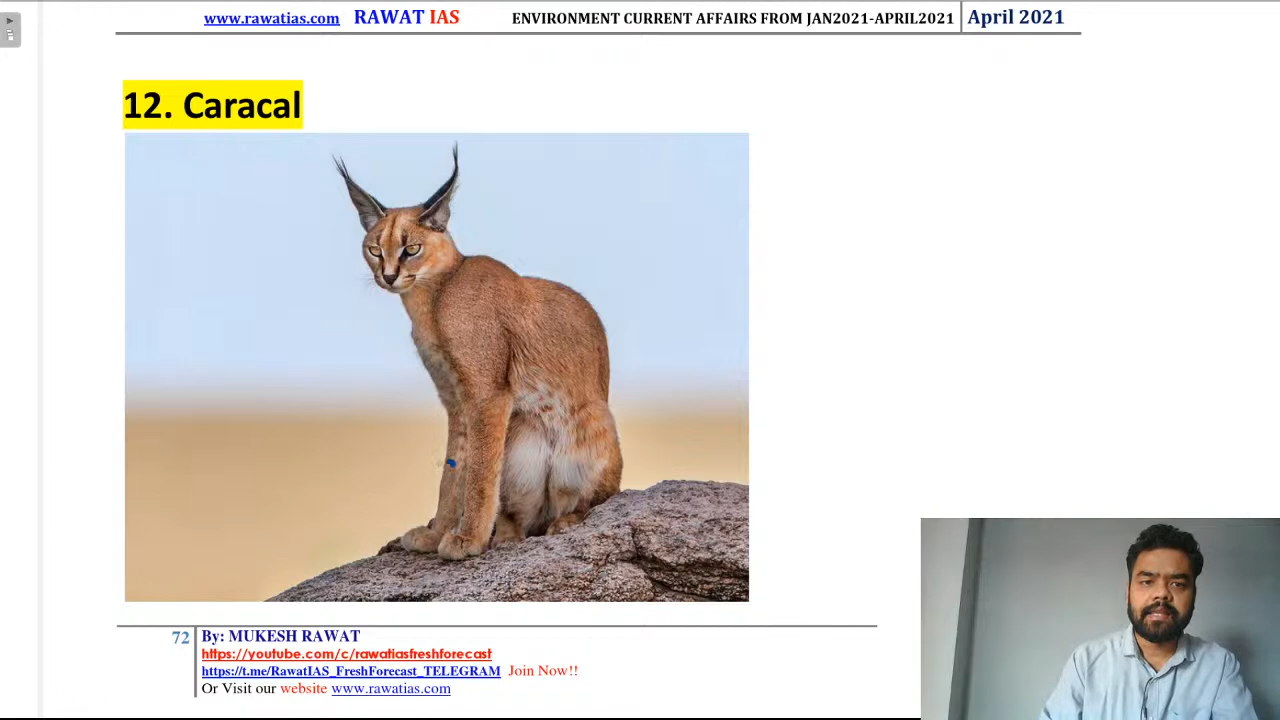 www.rawatias.com RAWAT IAS ENVIRONMENT CURRENT AFFAIRS FROM JAN2021-APRIL2021 April 2021
12. Caracal
72 By: MUKESH RAWAT
https://youtube.com/c/rawatiasfreshforecast
https://t.me/RawatIAS_FreshForecast_TELEGRAM Join Now!!
Or Visit our website www.rawatias.com